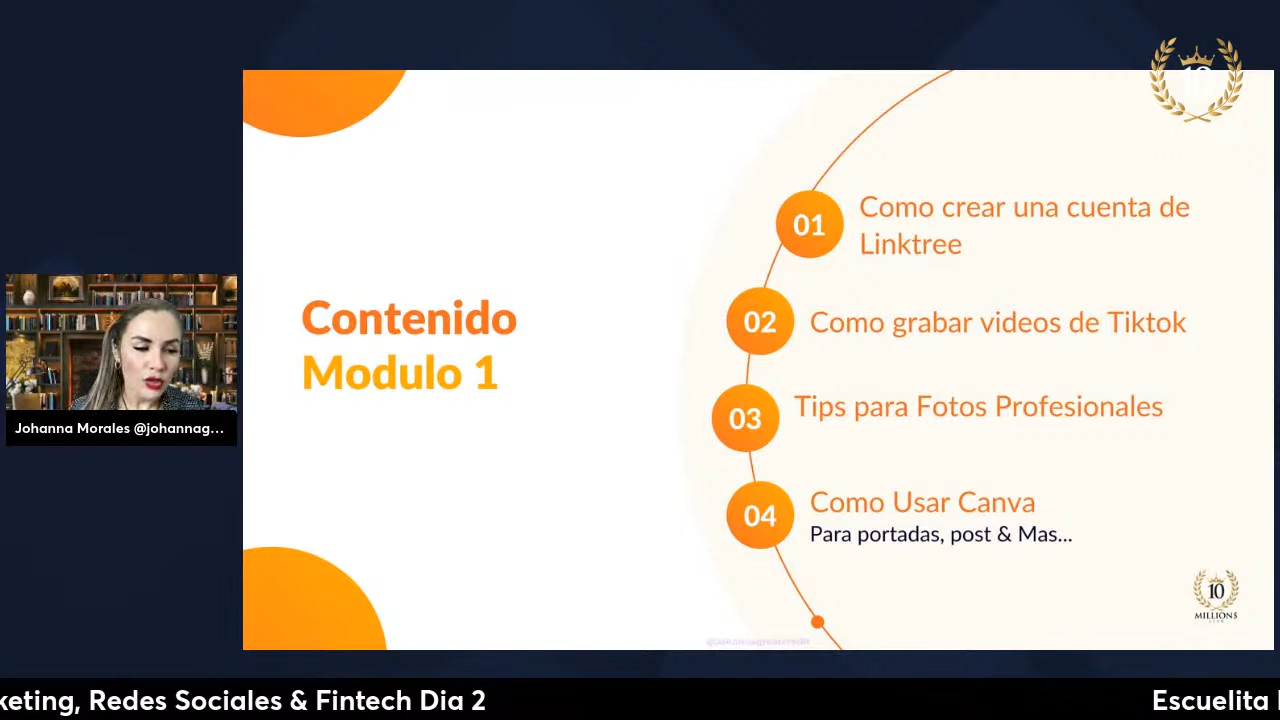 10
01
Como crear una cuenta de
Linktree
Contenido
Modulo 1
02
Como grabar videos de Tiktok
03
Tips para Fotos Profesionales
04
Como Usar Canva
Para portadas, post & Mas...
Johanna Morales @johannag...
10
MILLIONS
CLUB
keting, Redes Sociales & Fintech Dia 2
Escuelita